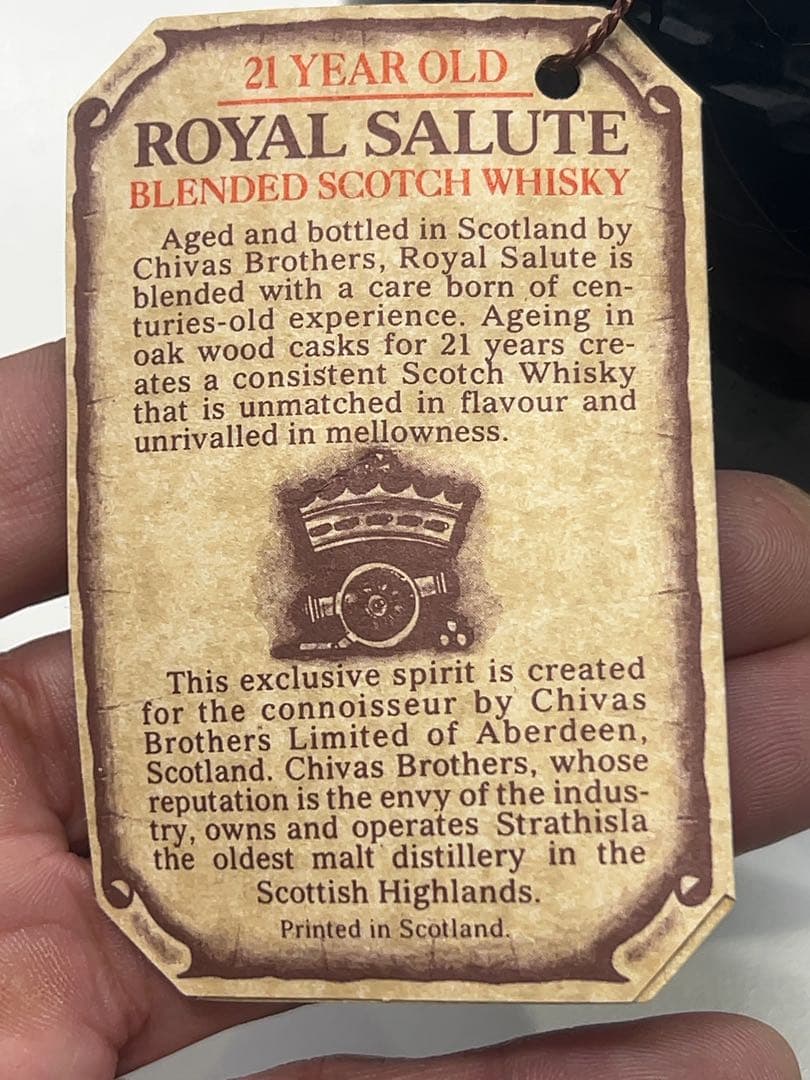 21 YEAR OLD
ROYAL SALUTE
BLENDED SCOTCH WHISKY
Aged and bottled in Scotland by
Chivas Brothers, Royal Salute is
blended with a care born of cen-
turies-old experience. Ageing in
oak wood casks for 21 years cre-
ates a consistent Scotch Whisky
that is unmatched in flavour and
unrivalled in mellowness.
This exclusive spirit is created
for the connoisseur by Chivas
Brothers Limited of Aberdeen,
Scotland. Chivas Brothers, whose
reputation is the envy of the indus-
try, owns and operates Strathisla
the oldest malt distillery in the
Scottish Highlands.
Printed in Scotland.